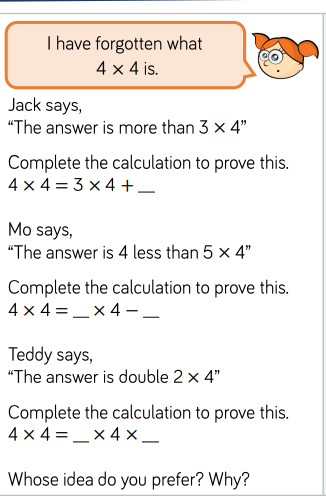 I have forgotten what
4 × 4 is.
Jack says,
“The answer is more than 3 × 4”
Complete the calculation to prove this.
4 × 4 = 3 × 4 + __
Mo says,
“The answer is 4 less than 5 × 4”
Complete the calculation to prove this.
4 × 4 = __ × 4 − __
Teddy says,
“The answer is double 2 × 4”
Complete the calculation to prove this.
4 × 4 = __ × 4 × __
Whose idea do you prefer? Why?